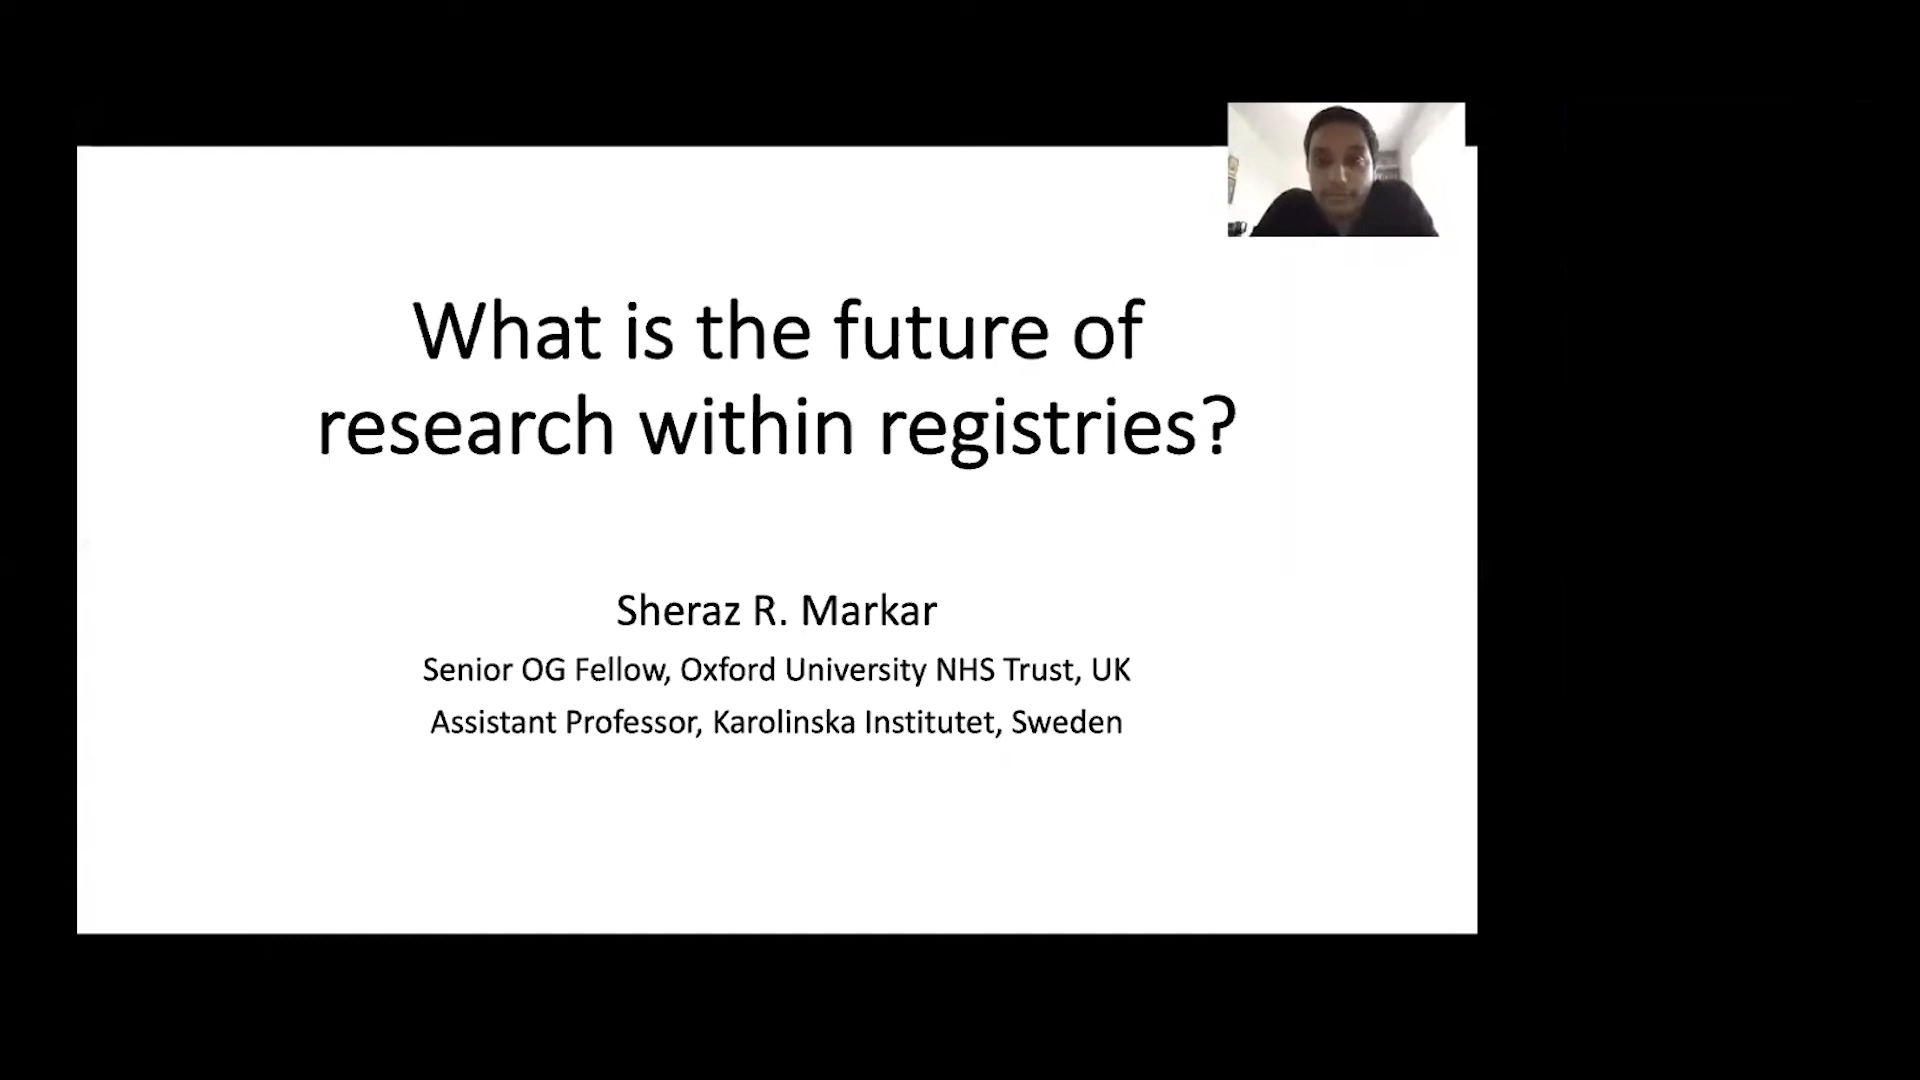 What is the future of
research within registries?
Sheraz R. Markar
Senior OG Fellow, Oxford University NHS Trust, UK
Assistant Professor, Karolinska Institutet, Sweden